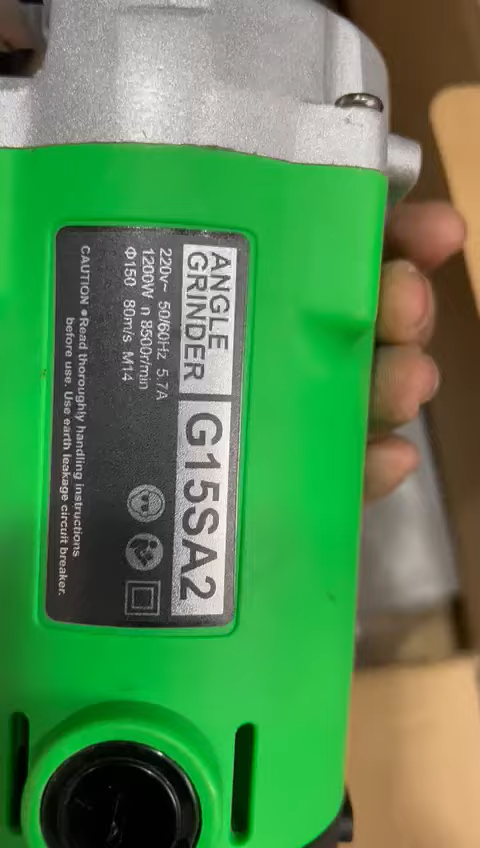 ANGLE
GRINDER
G15SA2
220v~ 50/60Hz 5.7A
1200W n 8500r/min
Φ150 80m/s M14
CAUTION ●Read thoroughly handling instructions
before use. Use earth leakage circuit breaker.